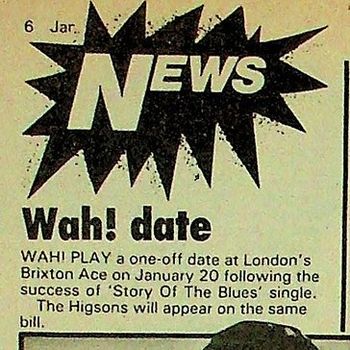 6 Jan
NEWS
Wah! date
WAH! PLAY a one-off date at London's
Brixton Ace on January 20 following the
success of 'Story Of The Blues' single.
The Higsons will appear on the same
bill.